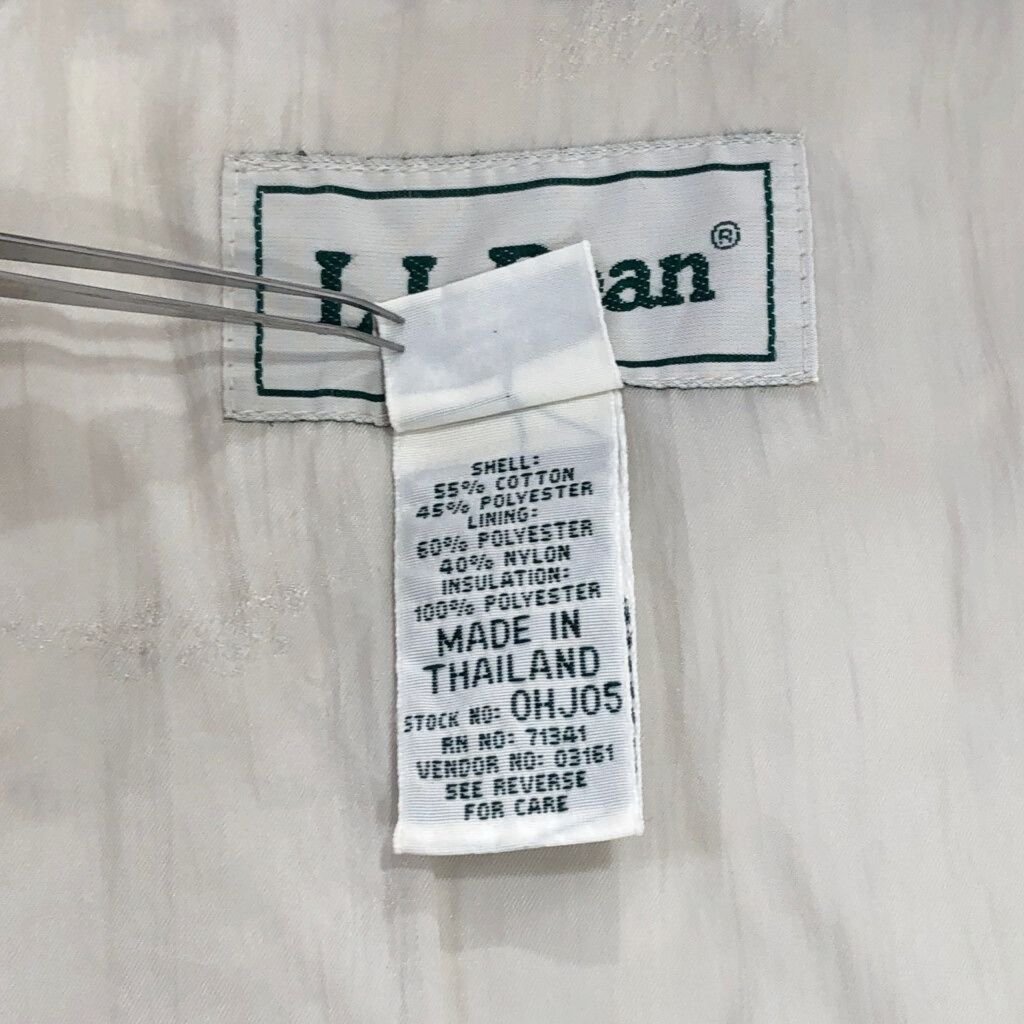 L.L.Bean®
SHELL:
55% COTTON
45% POLYESTER
LINING:
60% POLYESTER
40% NYLON
INSULATION:
100% POLYESTER
MADE IN
THAILAND
STOCK NO: 0HJ05
RN NO: 71341
VENDOR NO: 03161
SEE REVERSE
FOR CARE